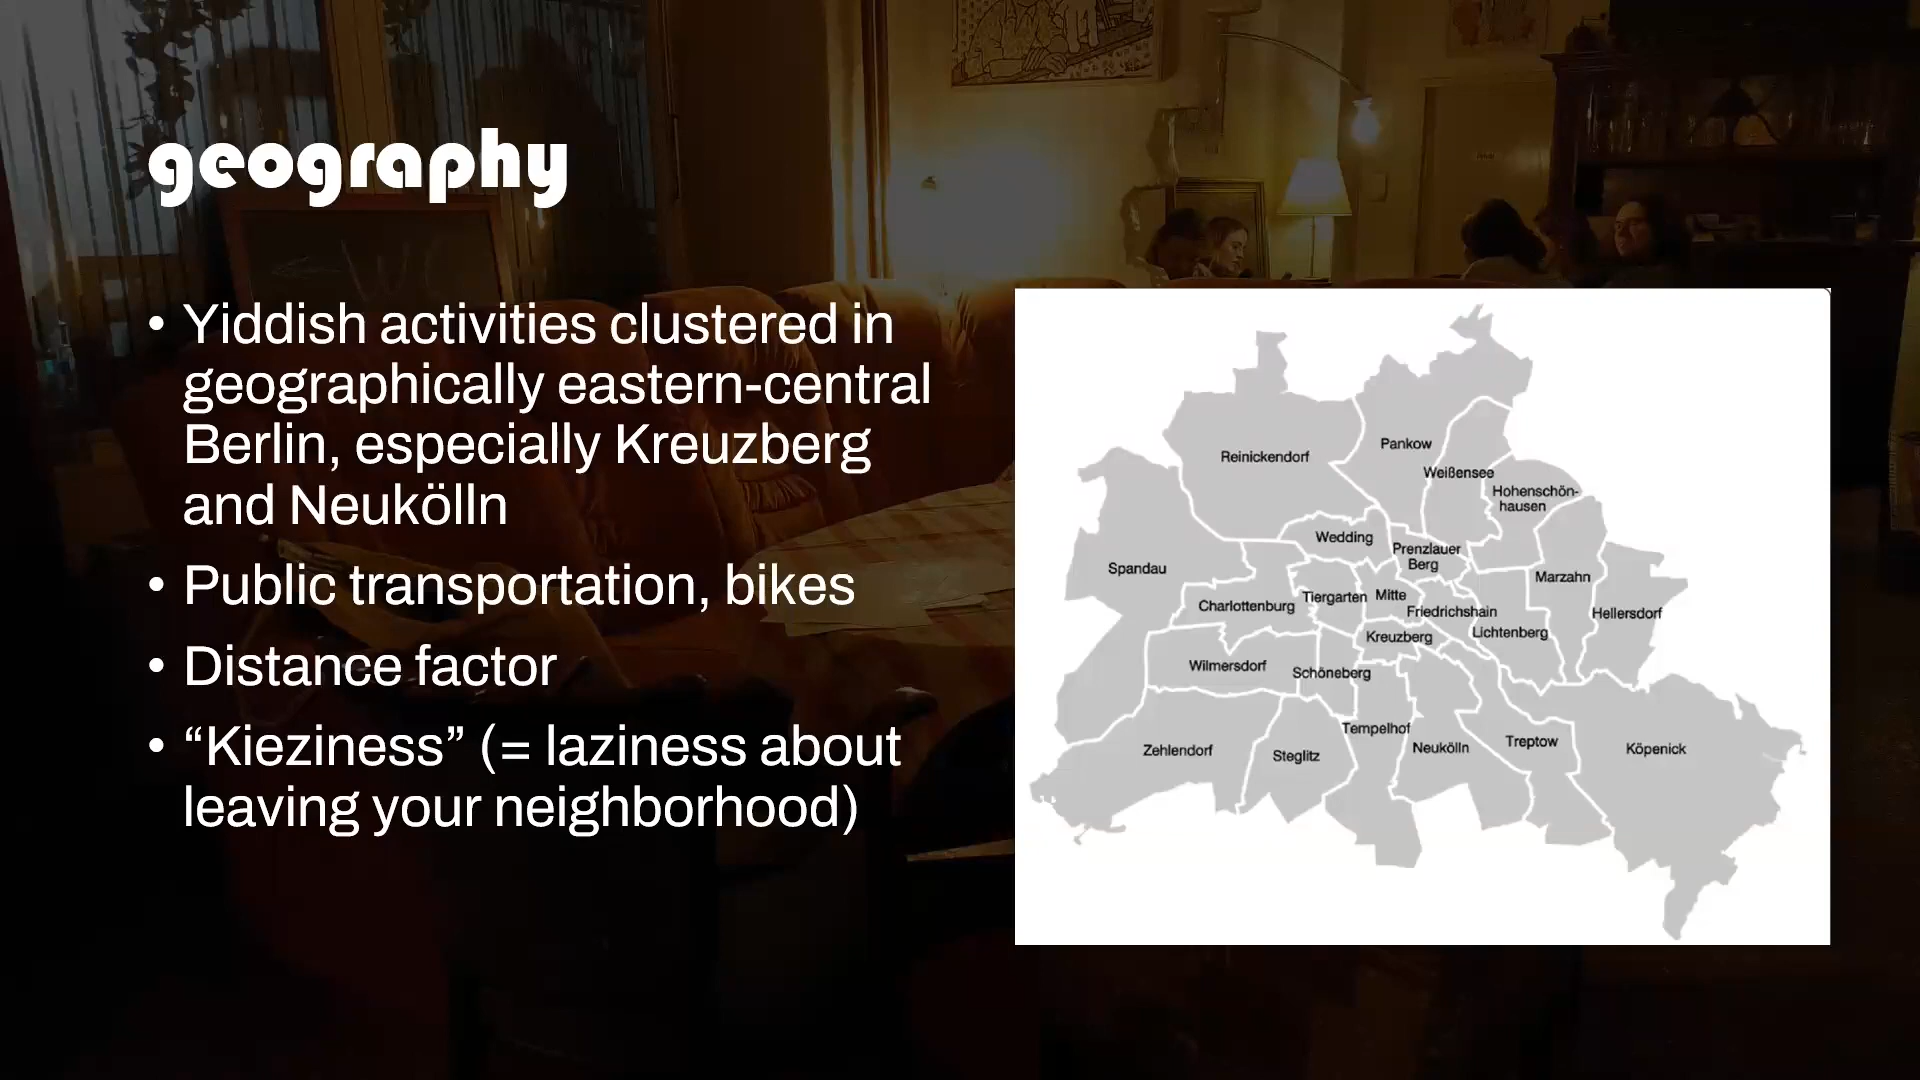 geography
• Yiddish activities clustered in
geographically eastern-central
Berlin, especially Kreuzberg
and Neukölln
• Public transportation, bikes
• Distance factor
• “Kieziness” (= laziness about
leaving your neighborhood)
Reinickendorf
Pankow
Weißensee
Hohenschön-
hausen
Wedding
Prenzlauer
Berg
Spandau
Marzahn
Charlottenburg
Tiergarten
Mitte
Friedrichshain
Hellersdorf
Kreuzberg
Lichtenberg
Wilmersdorf
Schöneberg
Tempelhof
Zehlendorf
Steglitz
Neukölln
Treptow
Köpenick